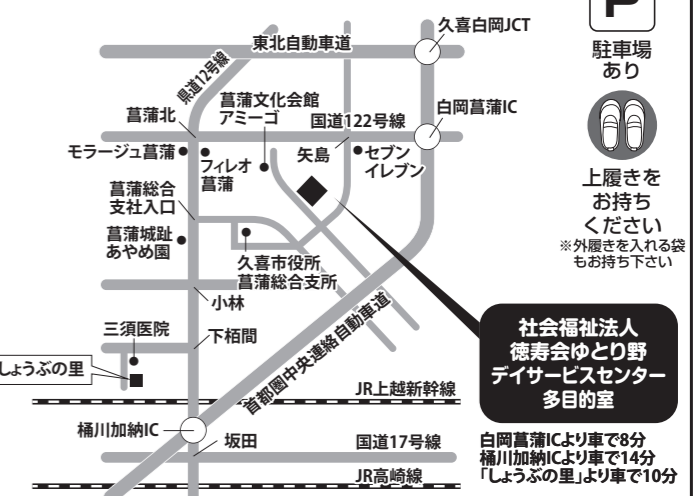 久喜白岡JCT
東北自動車道
県道12号線
P
駐車場
あり
菖蒲文化会館
アミーゴ
白岡菖蒲IC
菖蒲北
国道122号線
モラージュ菖蒲
フィレオ
菖蒲
矢島
セブン
イレブン
上履きを
お持ち
ください
※外履きを入れる袋
もお持ち下さい
菖蒲総合
支社入口
菖蒲城趾
あやめ園
久喜市役所
菖蒲総合支所
小林
三須医院
下栢間
しょうぶの里
首都圏中央連絡自動車道
社会福祉法人
徳寿会ゆとり野
デイサービスセンター
多目的室
JR上越新幹線
桶川加納IC
坂田
国道17号線
JR高崎線
白岡菖蒲ICより車で8分
桶川加納ICより車で14分
「しょうぶの里」より車で10分